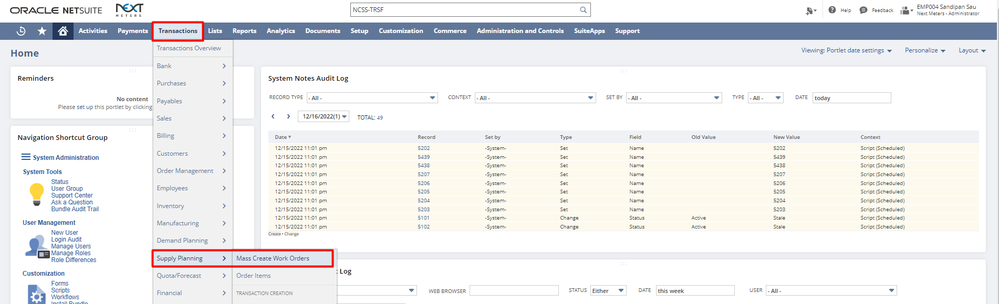 ORACLE NETSUITE NEXT METERS
NCSS-TRSF
Help Feedback EMP004 Sandipan Sau
Next Meters - Administrator
Activities Payments Transactions Lists Reports Analytics Documents Setup Customization Commerce Administration and Controls SuiteApps Support
Home
Viewing: Portlet date settings Personalize Layout
Transactions Overview
Bank
Purchases
Payables
Sales
Billing
Customers
Order Management
Employees
Inventory
Manufacturing
Demand Planning
Supply Planning
Quota/Forecast
Financial
Mass Create Work Orders
Order Items
TRANSACTION CREATION
Reminders
No content
Please set up this portlet by clicking
Navigation Shortcut Group
System Administration
System Tools
Status
User Group
Support Center
Ask a Question
Bundle Audit Trail
User Management
New User
Login Audit
Manage Users
Manage Roles
Role Differences
Customization
Forms
Scripts
Workflows
Install Bundle
System Notes Audit Log
RECORD TYPE - All - CONTEXT - All - SET BY - All - TYPE - All - DATE today
12/16/2022(1) TOTAL: 49
Date Record Set by Type Field Old Value New Value Context
12/15/2022 11:01 pm 5202 -System- Set Name 5202 Script (Scheduled)
12/15/2022 11:01 pm 5439 -System- Set Name 5439 Script (Scheduled)
12/15/2022 11:01 pm 5438 -System- Set Name 5438 Script (Scheduled)
12/15/2022 11:01 pm 5207 -System- Set Name 5207 Script (Scheduled)
12/15/2022 11:01 pm 5206 -System- Set Name 5206 Script (Scheduled)
12/15/2022 11:01 pm 5205 -System- Set Name 5205 Script (Scheduled)
12/15/2022 11:01 pm 5204 -System- Set Name 5204 Script (Scheduled)
12/15/2022 11:01 pm 5203 -System- Set Name 5203 Script (Scheduled)
12/15/2022 11:01 pm 5101 -System- Change Status Active Stale Script (Scheduled)
12/15/2022 11:01 pm 5102 -System- Change Status Active Stale Script (Scheduled)
Create • Change
Log
WEB BROWSER STATUS Either DATE this week USER - All -